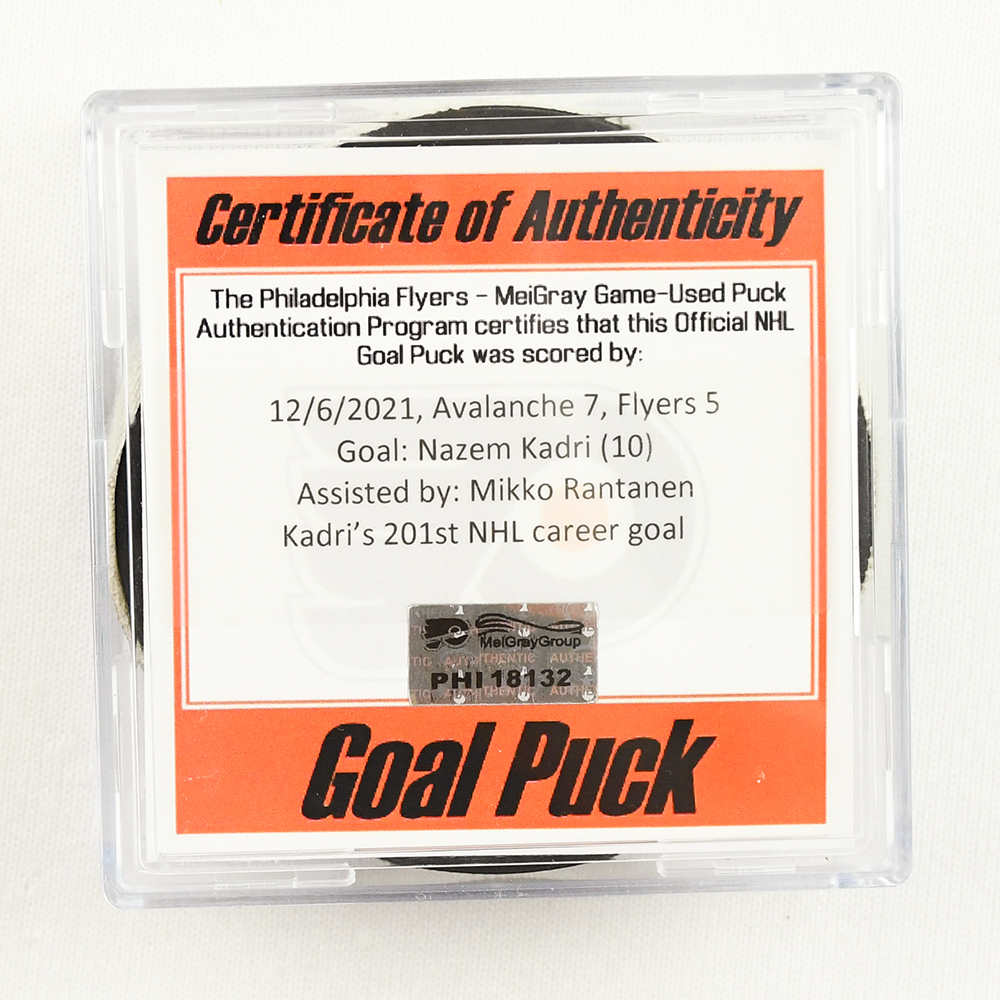 Certificate of Authenticity
The Philadelphia Flyers - MeiGray Game-Used Puck
Authentication Program certifies that this Official NHL
Goal Puck was scored by:
12/6/2021, Avalanche 7, Flyers 5
Goal: Nazem Kadri (10)
Assisted by: Mikko Rantanen
Kadri's 201st NHL career goal
MeiGrayGroup
AUTHENTIC AUTHE
PHI 18132
Goal Puck